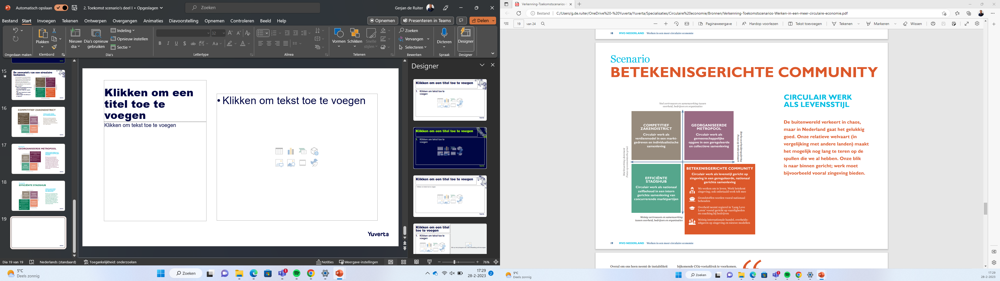 Automatisch opslaan
2. Toekomst scenario's deel I • Opgeslagen
Zoeken
Gerjan de Ruiter
Bestand Start Invoegen Tekenen Ontwerpen Overgangen Animaties Diavoorstelling Opnemen Controleren Beeld Help
Opnemen Presenteren in Teams Delen
Plakken
Nieuwe dia
Dia's opnieuw gebruiken
Indeling
Opnieuw instellen
Sectie
32
Vormen Schikken Snelle stijlen
Zoeken
Vervangen
Selecteren
Dicteren
Designer
Ongedaan maken Klembord Dia's Lettertype Alinea Tekenen Bewerken Spraak Designer
15
De scenario's van een circulaire toekomst.
16
COMPETITIEF ZAKENDISTRICT
17
GEORGANISEERDE METROPOOL
18
EFFICIËNTE STADSHUB
19
Klikken om een
titel toe te
voegen
Klikken om tekst toe te voegen
• Klikken om tekst toe te voegen
Yuverta
Designer
Klikken om een titel toe te voegen
1. Klikken om tekst toe te
voegen
Yuverta
Klikken om een titel toe te voegen
1. Klikken om tekst toe te
voegen
Yuverta
Klikken om een titel toe te voegen
Yuverta
Klikken om een titel
toe te voegen
1. Klikken om tekst toe te
voegen
Dia 19 van 19
Nederlands (standaard)
Toegankelijkheid: onderzoeken
Notities
Weergave-instellingen
76%
5°C
Deels zonnig
Zoeken
1
17:29
28-2-2023
2
Verkenning-Toekomstscenarios-
Bestand
C:/Users/g.de.ruiter/OneDrive%20-%20Yuverta/Yuverta/Specialisaties/Circulaire%20economie/Bronnen/Verkenning-Toekomstscenarios-Werken-in-een-meer-circulaire-economie.pdf
19 van 24
Paginaweergave
Hardop voorlezen
Tekst toevoegen
Tekenen
Markeren
Wissen
18 MVO NEDERLAND Werken in een meer circulaire economie
Scenario
BETEKENISGERICHTE COMMUNITY
Veel vertrouwen en samenwerking tussen
overheid, bedrijven en organisaties
COMPETITIEF
ZAKENDISTRICT
Circulair werk als
verdienmodel in een markt-
gedreven en individualistische
samenleving
GEORGANISEERDE
METROPOOL
Circulair werk als
gemeenschappelijke
opgave in een gereguleerde
en collectieve samenleving
Marktwerking dominant
Focus op economische groei
Sterke overheidsregulering
Focus op brede welvaart
EFFICIËNTE
STADSHUB
Circulair werk als nationaal
zelfbehoud in een intern
gerichte samenleving van
concurrerende marktpartijen
BETEKENISGERICHTE COMMUNITY
Circulair werk als levenstijl gericht op
zingeving in een gereguleerde, nationaal
gerichte samenleving
We werken om te leven. Werk betekent
zingeving; ook onbetaald werk telt mee
Grondstoffen worden vooral nationaal
behouden
Overheid neemt regierol in 'Lang Leve
Leren' vooral gericht op vaardigheden
en coaching bij bedrijven
Weinig internationale handel, overheids-
uitgaven op zingeving en nieuwe modellen
Weinig vertrouwen en samenwerking
tussen overheid, bedrijven en organisaties
CIRCULAIR WERK
ALS LEVENSSTIJL
De buitenwereld verkeert in chaos,
maar in Nederland gaat het gelukkig
goed. Onze relatieve welvaart (in
vergelijking met andere landen) maakt
het mogelijk nog lang te teren op de
spullen die we al hebben. Onze blik
is naar binnen gericht; werk moet
bijvoorbeeld vooral zingeving bieden.
19 MVO NEDERLAND Werken in een meer circulaire economie
Overal om ons heen neemt de instabiliteit
bijkomende CO2-voetafdruk te voorkomen.
5°C
Deels zonnig
Zoeken
1
17:29
28-2-2023